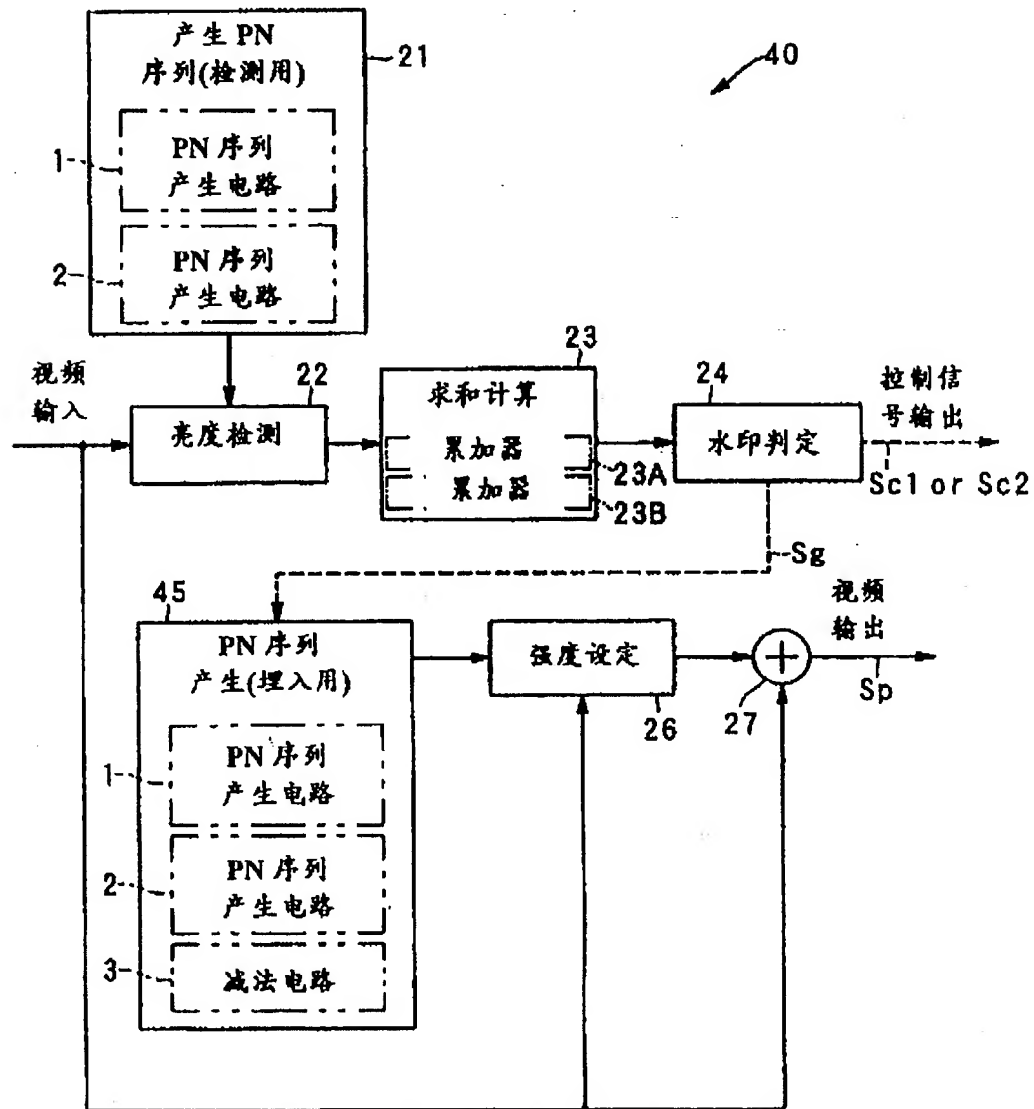 产生 PN
序列(检测用)
21
40
1
PN 序列
产生电路
2
PN 序列
产生电路
视频
输入
22
亮度检测
23
求和计算
累加器
23A
累加器
23B
24
水印判定
控制信
号输出
Sc1 or Sc2
Sg
45
PN 序列
产生(埋入用)
强度设定
26
27
视频
输出
Sp
1
PN 序列
产生电路
2
PN 序列
产生电路
3
减法电路